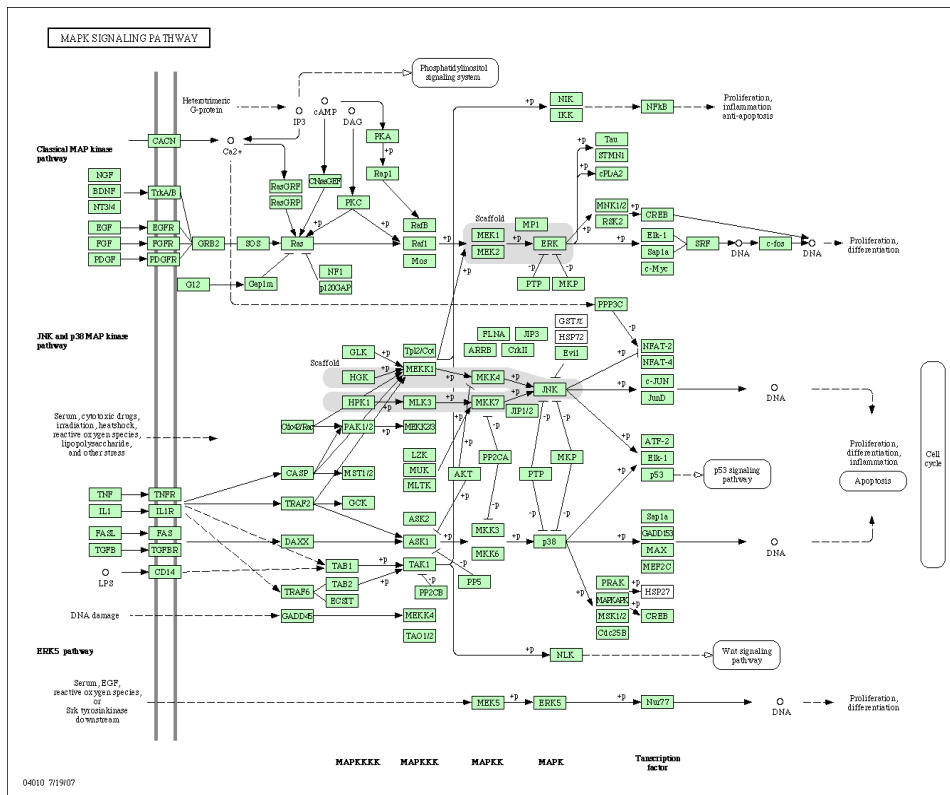 MAPK SIGNALING PATHWAY
Phosphatidylinositol
signaling system
Heterotrimeric
G-protein
IP3
cAMP
DAG
Ca2+
CACN
Classical MAP kinase
pathway
NGF
BDNF
NT3/4
EGF
FGF
PDGF
TrkA/B
EGFR
FGFR
PDGFR
GRB2
SOS
Ras
G12
Gap1m
RasGRF
RasGRP
CNasGEF
PKC
PKA
Rap1
NF1
p120GAP
+p
+p
+p
RafB
Raf1
Mos
+p
Scaffold
MEK1
MEK2
MP1
+p
ERK
-p
-p
PTP
MKP
+p
NIK
IKK
NFkB
Proliferation,
inflammation
anti-apoptosis
+p
Tau
STMN1
cPLA2
+p
MNK1/2
RSK2
+p
CREB
+p
Elk-1
Sap1a
c-Myc
SRF
DNA
c-fos
DNA
Proliferation,
differentiation
PPP3C
-p
JNK and p38 MAP kinase
pathway
Scaffold
GLK
HGK
HPK1
+p
+p
+p
Tpl2/Cot
MEKK1
MLK3
MEKK2/3
+p
+p
+p
FLNA
JIP3
ARRB
CrkII
MKK4
MKK7
JIP1/2
+p
+p
GSTπ
HSP72
Evi1
JNK
NFAT-2
NFAT-4
+p
c-JUN
JunD
DNA
Serum, cytotoxic drugs,
irradiation, heatshock,
reactive oxygen species,
lipopolysaccharide,
and other stress
Cdc42/Rac
PAK1/2
LZK
MUK
MLTK
-p
-p
AKT
PP2CA
-p
PTP
MKP
-p
-p
-p
-p
+p
ATF-2
Elk-1
p53
p53 signaling
pathway
Proliferation,
differentiation,
inflammation
Apoptosis
Cell
cycle
CASP
MST1/2
TRAF2
GCK
TNF
IL1
FASL
TGFB
LPS
TNFR
IL1R
FAS
TGFBR
CD14
DAXX
ASK2
ASK1
+p
MKK3
MKK6
+p
p38
+p
Sap1a
GADD153
MAX
MEF2C
DNA
TAB1
TAB2
ECSIT
TRAF6
+p
+p
TAK1
-p
PP2CB
-p
PP5
+p
PRAK
MAPKAPK
MSK1/2
Cdc25B
+p
+p
HSP27
CREB
DNA damage
GADD45
MEKK4
TAO1/2
+p
NLK
Wnt signaling
pathway
ERK5 pathway
Serum, EGF,
reactive oxygen species,
or
Srk tyrosinkinase
downstream
MEK5
+p
ERK5
+p
Nur77
DNA
Proliferation,
differentiation
MAPKKKK
MAPKKK
MAPKK
MAPK
Transcription
factor
04010 7/19/07